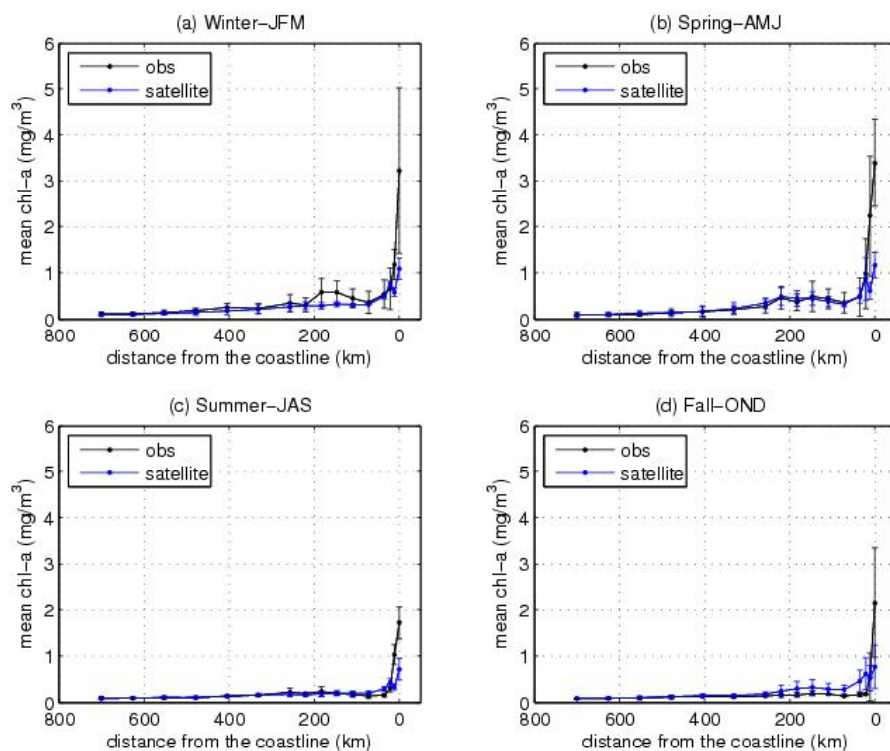 (a) Winter–JFM
6
5
4
3
2
1
0
mean chl–a (mg/m³)
obs
satellite
800 600 400 200 0
distance from the coastline (km)
(b) Spring–AMJ
6
5
4
3
2
1
0
mean chl–a (mg/m³)
obs
satellite
800 600 400 200 0
distance from the coastline (km)
(c) Summer–JAS
6
5
4
3
2
1
0
mean chl–a (mg/m³)
obs
satellite
800 600 400 200 0
distance from the coastline (km)
(d) Fall–OND
6
5
4
3
2
1
0
mean chl–a (mg/m³)
obs
satellite
800 600 400 200 0
distance from the coastline (km)